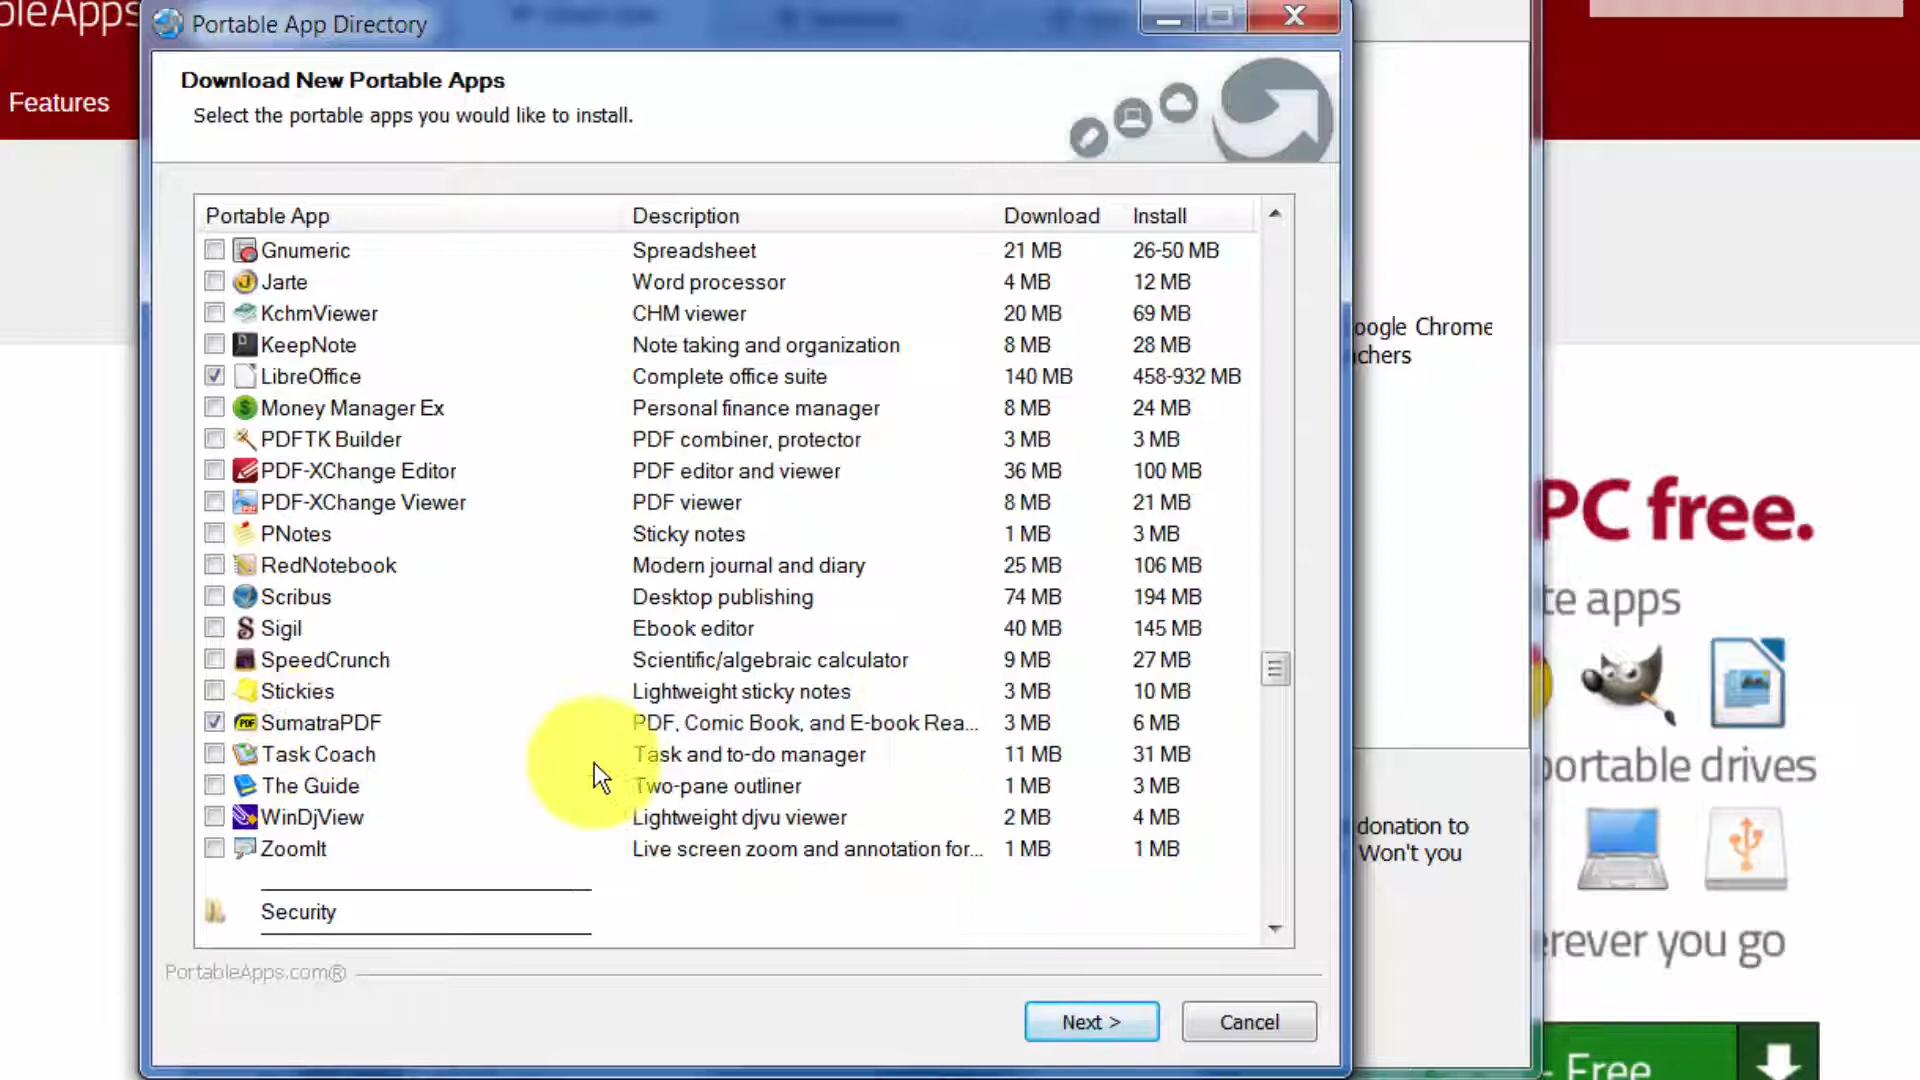 bleApps
Features
Portable App Directory
Download New Portable Apps
Select the portable apps you would like to install.
Portable App Description Download Install
Gnumeric Spreadsheet 21 MB 26-50 MB
Jarte Word processor 4 MB 12 MB
KchmViewer CHM viewer 20 MB 69 MB
KeepNote Note taking and organization 8 MB 28 MB
LibreOffice Complete office suite 140 MB 458-932 MB
Money Manager Ex Personal finance manager 8 MB 24 MB
PDFTK Builder PDF combiner, protector 3 MB 3 MB
PDF-XChange Editor PDF editor and viewer 36 MB 100 MB
PDF-XChange Viewer PDF viewer 8 MB 21 MB
PNotes Sticky notes 1 MB 3 MB
RedNotebook Modern journal and diary 25 MB 106 MB
Scribus Desktop publishing 74 MB 194 MB
Sigil Ebook editor 40 MB 145 MB
SpeedCrunch Scientific/algebraic calculator 9 MB 27 MB
Stickies Lightweight sticky notes 3 MB 10 MB
SumatraPDF PDF, Comic Book, and E-book Rea... 3 MB 6 MB
Task Coach Task and to-do manager 11 MB 31 MB
The Guide Two-pane outliner 1 MB 3 MB
WinDjView Lightweight djvu viewer 2 MB 4 MB
ZoomIt Live screen zoom and annotation for... 1 MB 1 MB
Security
PortableApps.com®
Next >
Cancel
oogle Chrome
chers
donation to
Won't you
PC free.
te apps
portable drives
erever you go
- Free